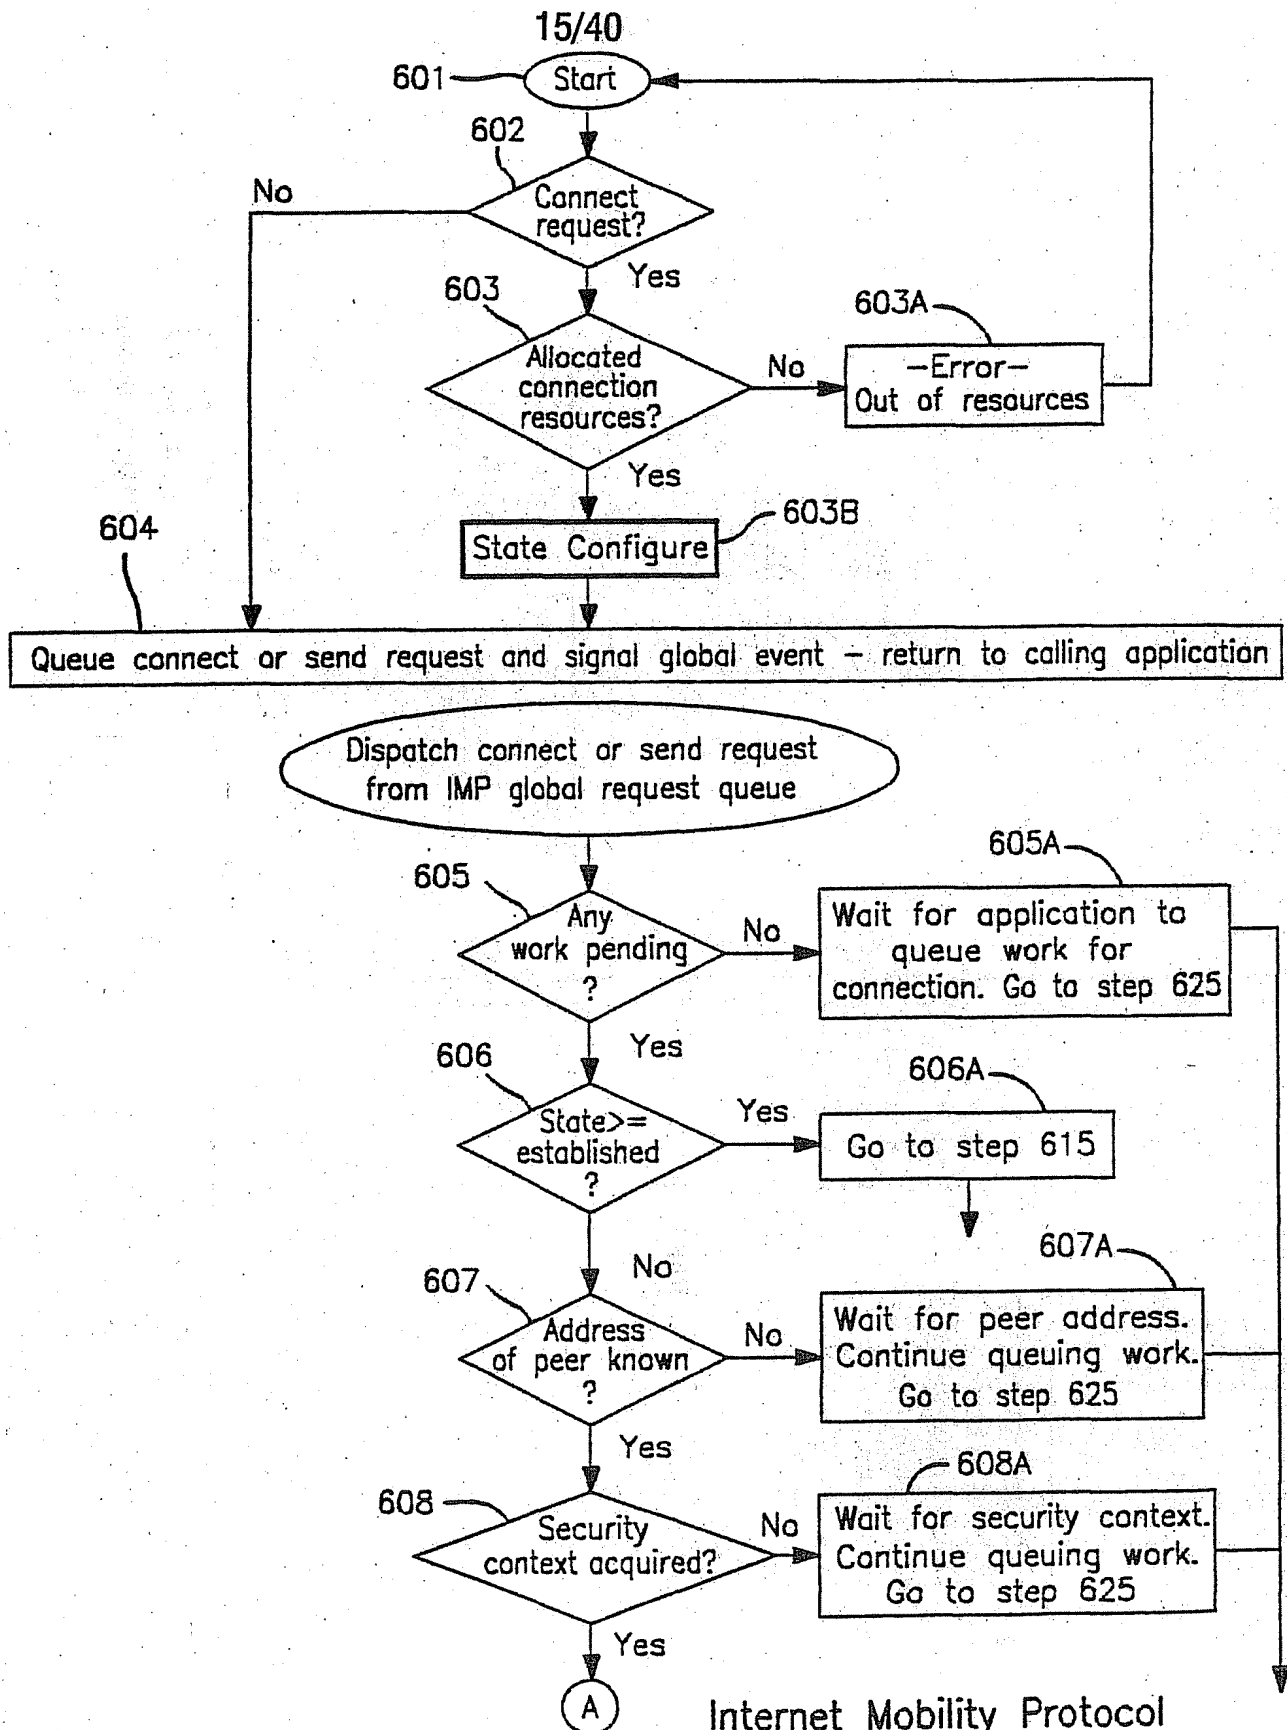 15/40
601
Start
602
No
Connect
request?
Yes
603
603A
Allocated
connection
resources?
No
-Error-
Out of resources
Yes
603B
State Configure
604
Queue connect or send request and signal global event - return to calling application
Dispatch connect or send request
from IMP global request queue
605
605A
Any
work pending
?
No
Wait for application to
queue work for
connection. Go to step 625
Yes
606
606A
State>=
established
?
Yes
Go to step 615
No
607
607A
Address
of peer known
?
No
Wait for peer address.
Continue queuing work.
Go to step 625
Yes
608
608A
Security
context acquired?
No
Wait for security context.
Continue queuing work.
Go to step 625
Yes
A
Internet Mobility Protocol